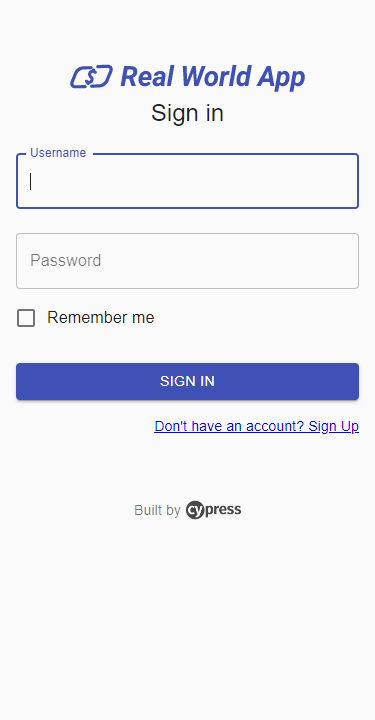 Real World App
Sign in
Username
Password
Remember me
SIGN IN
Don't have an account? Sign Up
Built by cypress